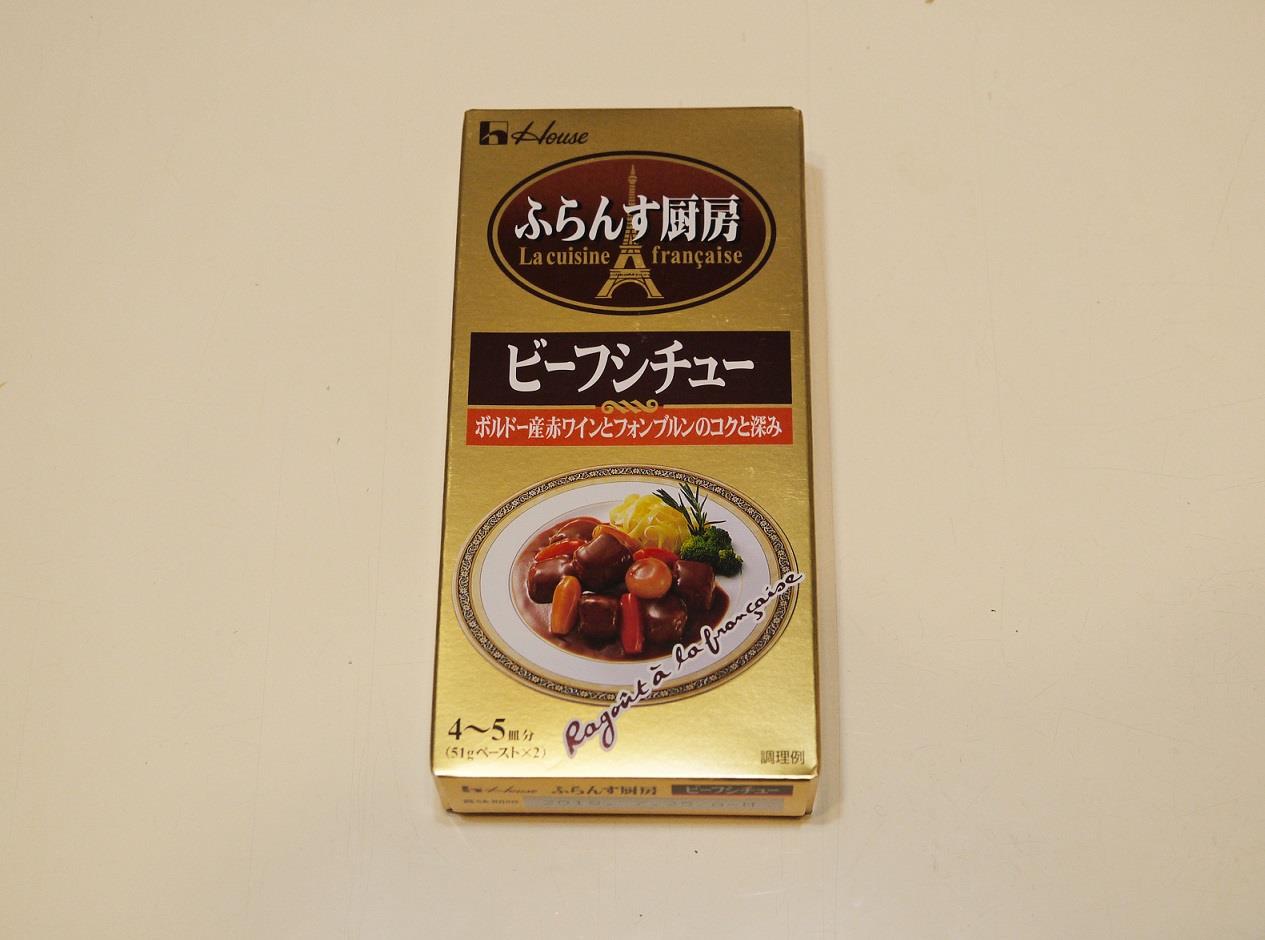 House
ふらんす厨房
La cuisine française
ビーフシチュー
ボルドー産赤ワインとフォンブルンのコクと深み
Ragoût à la française
4〜5皿分
(51gペースト×2)
調理例
House ふらんす厨房 ビーフシチュー